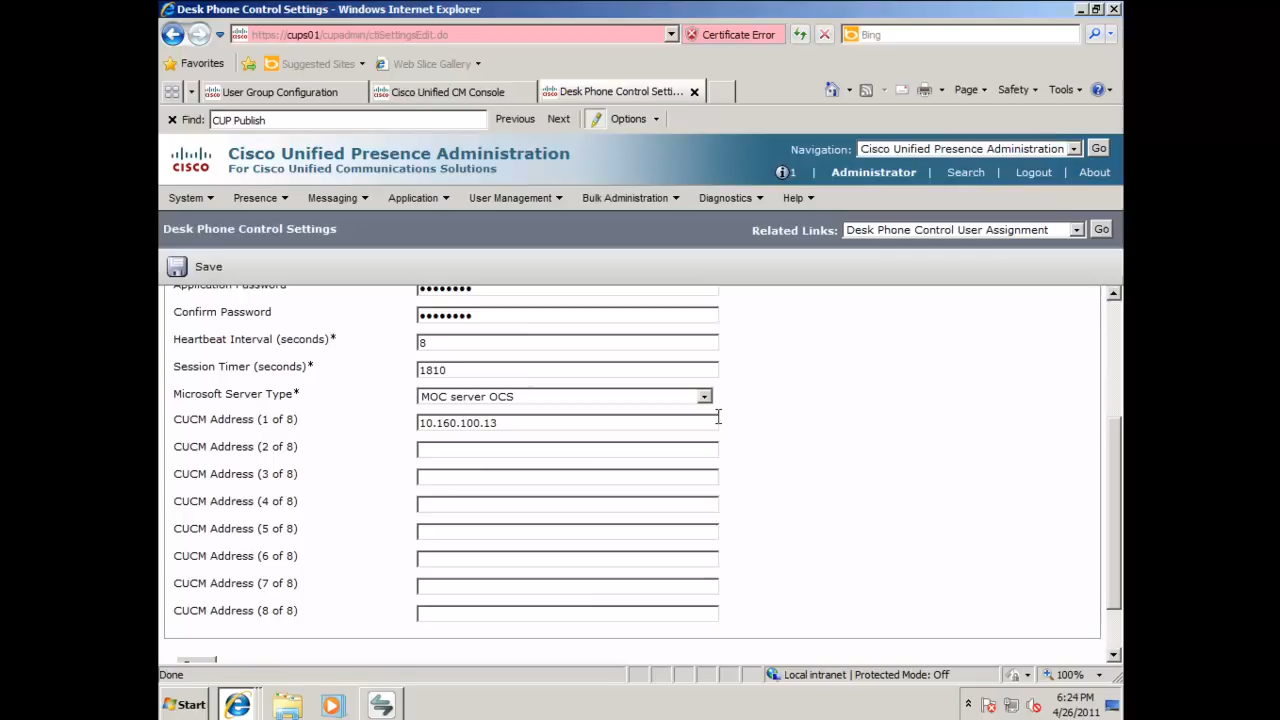 Desk Phone Control Settings - Windows Internet Explorer
https://cups01/cupadmin/ctiSettingsEdit.do
Certificate Error
Bing
Favorites
Suggested Sites
Web Slice Gallery
User Group Configuration
Cisco Unified CM Console
Desk Phone Control Setti...
Page
Safety
Tools
Find:
CUP Publish
Previous
Next
Options
CISCO
Cisco Unified Presence Administration
For Cisco Unified Communications Solutions
Navigation:
Cisco Unified Presence Administration
Go
1
Administrator
Search
Logout
About
System
Presence
Messaging
Application
User Management
Bulk Administration
Diagnostics
Help
Desk Phone Control Settings
Related Links:
Desk Phone Control User Assignment
Go
Save
Application Password
Confirm Password
Heartbeat Interval (seconds)*
8
Session Timer (seconds)*
1810
Microsoft Server Type*
MOC server OCS
CUCM Address (1 of 8)
10.160.100.13
CUCM Address (2 of 8)
CUCM Address (3 of 8)
CUCM Address (4 of 8)
CUCM Address (5 of 8)
CUCM Address (6 of 8)
CUCM Address (7 of 8)
CUCM Address (8 of 8)
Done
Local intranet | Protected Mode: Off
100%
Start
6:24 PM
4/26/2011